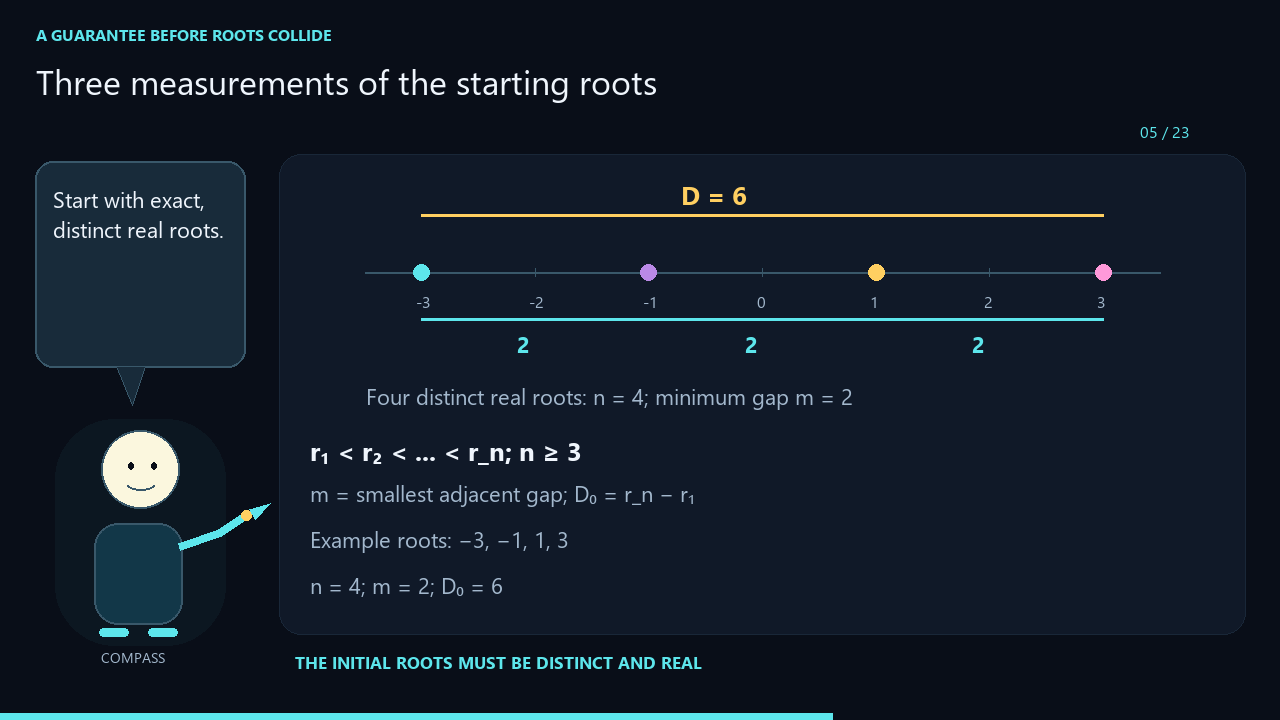 A GUARANTEE BEFORE ROOTS COLLIDE
Three measurements of the starting roots
05 / 23
Start with exact,
distinct real roots.
D = 6
-3 -2 -1 0 1 2 3
2 2 2
Four distinct real roots: n = 4; minimum gap m = 2
r₁ < r₂ < … < r_n; n ≥ 3
m = smallest adjacent gap; D₀ = r_n − r₁
Example roots: −3, −1, 1, 3
n = 4; m = 2; D₀ = 6
COMPASS
THE INITIAL ROOTS MUST BE DISTINCT AND REAL